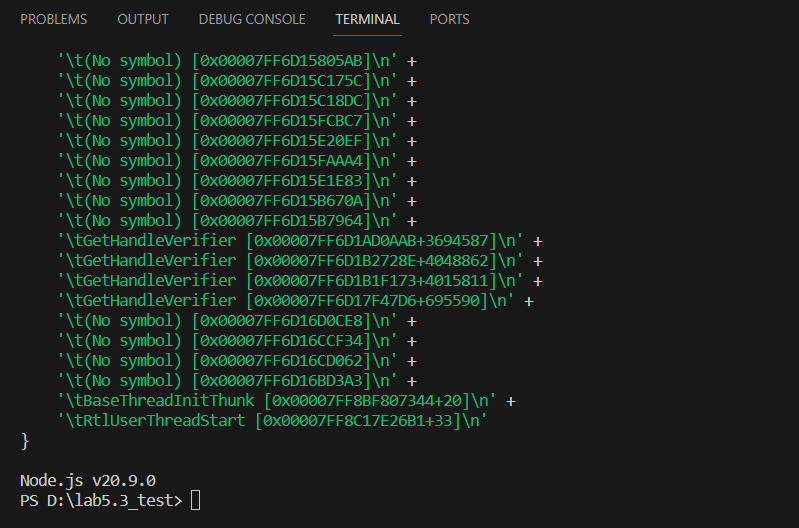 PROBLEMS OUTPUT DEBUG CONSOLE TERMINAL PORTS
'\t(No symbol) [0x00007FF6D15805AB]\n' +
'\t(No symbol) [0x00007FF6D15C175C]\n' +
'\t(No symbol) [0x00007FF6D15C18DC]\n' +
'\t(No symbol) [0x00007FF6D15FCBC7]\n' +
'\t(No symbol) [0x00007FF6D15E20EF]\n' +
'\t(No symbol) [0x00007FF6D15FAAA4]\n' +
'\t(No symbol) [0x00007FF6D15E1E83]\n' +
'\t(No symbol) [0x00007FF6D15B670A]\n' +
'\t(No symbol) [0x00007FF6D15B7964]\n' +
'\tGetHandleVerifier [0x00007FF6D1AD0AAB+3694587]\n' +
'\tGetHandleVerifier [0x00007FF6D1B2728E+4048862]\n' +
'\tGetHandleVerifier [0x00007FF6D1B1F173+4015811]\n' +
'\tGetHandleVerifier [0x00007FF6D17F47D6+695590]\n' +
'\t(No symbol) [0x00007FF6D16D0CE8]\n' +
'\t(No symbol) [0x00007FF6D16CCF34]\n' +
'\t(No symbol) [0x00007FF6D16CD062]\n' +
'\t(No symbol) [0x00007FF6D16BD3A3]\n' +
'\tBaseThreadInitThunk [0x00007FF8BF807344+20]\n' +
'\tRtlUserThreadStart [0x00007FF8C17E26B1+33]\n'
}
Node.js v20.9.0
PS D:\lab5.3_test>